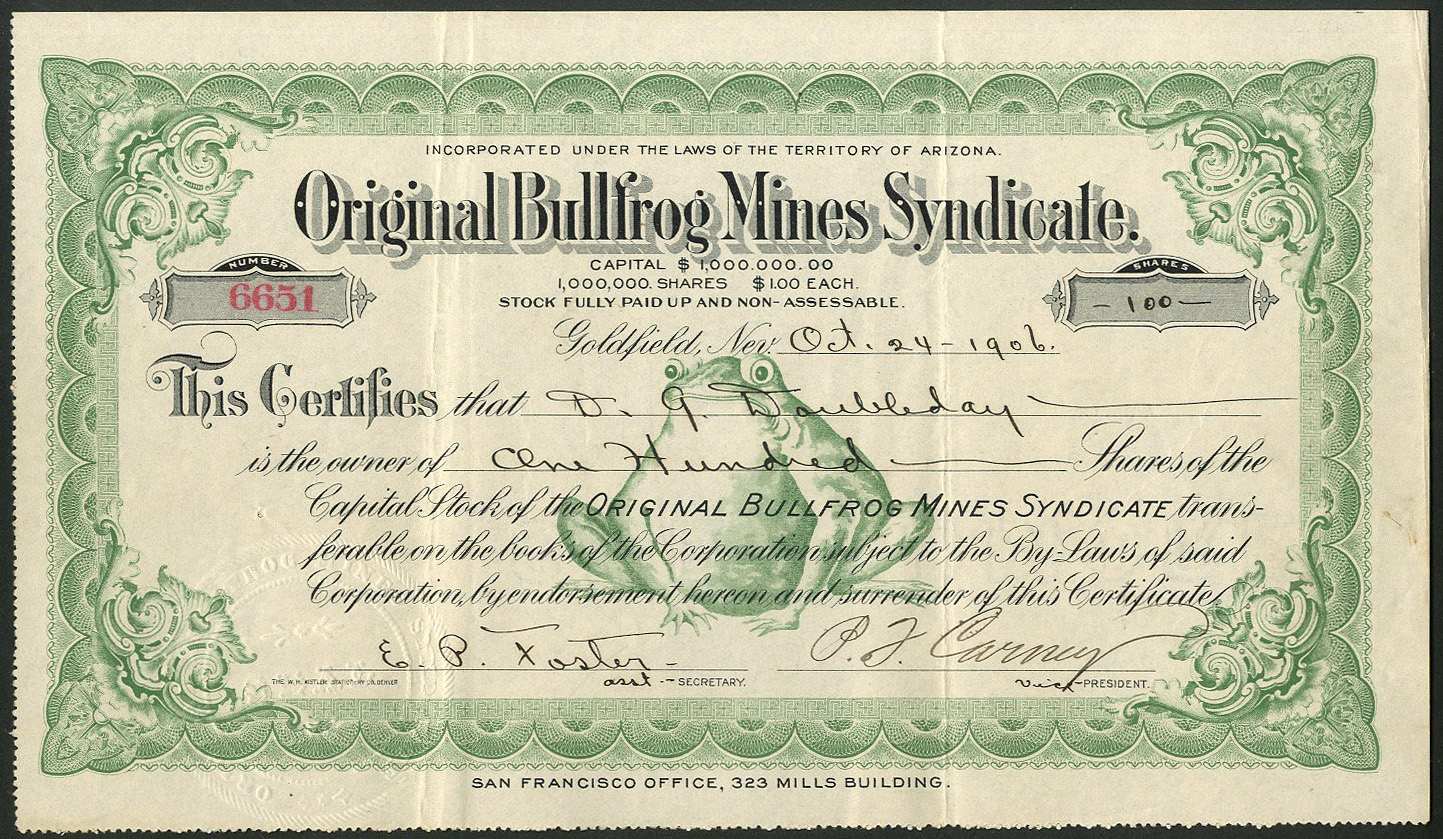 INCORPORATED UNDER THE LAWS OF THE TERRITORY OF ARIZONA.
Original Bullfrog Mines Syndicate.
NUMBER
6651
CAPITAL $1,000.000.00
1,000,000. SHARES $1.00 EACH.
STOCK FULLY PAID UP AND NON-ASSESSABLE.
SHARES
-100-
Goldfield, Nev. Oct. 24-1906.
This Certifies that D. G. Doubleday
is the owner of One Hundred Shares of the
Capital Stock of the ORIGINAL BULLFROG MINES SYNDICATE trans-
ferable on the books of the Corporation subject to the By-Laws of said
Corporation, by endorsement hereon and surrender of this Certificate.
E. P. Foster- P. F. Carney
THE W. H. KISTLER STATIONERY CO. DENVER asst.-SECRETARY. Vice-PRESIDENT.
SAN FRANCISCO OFFICE, 323 MILLS BUILDING.